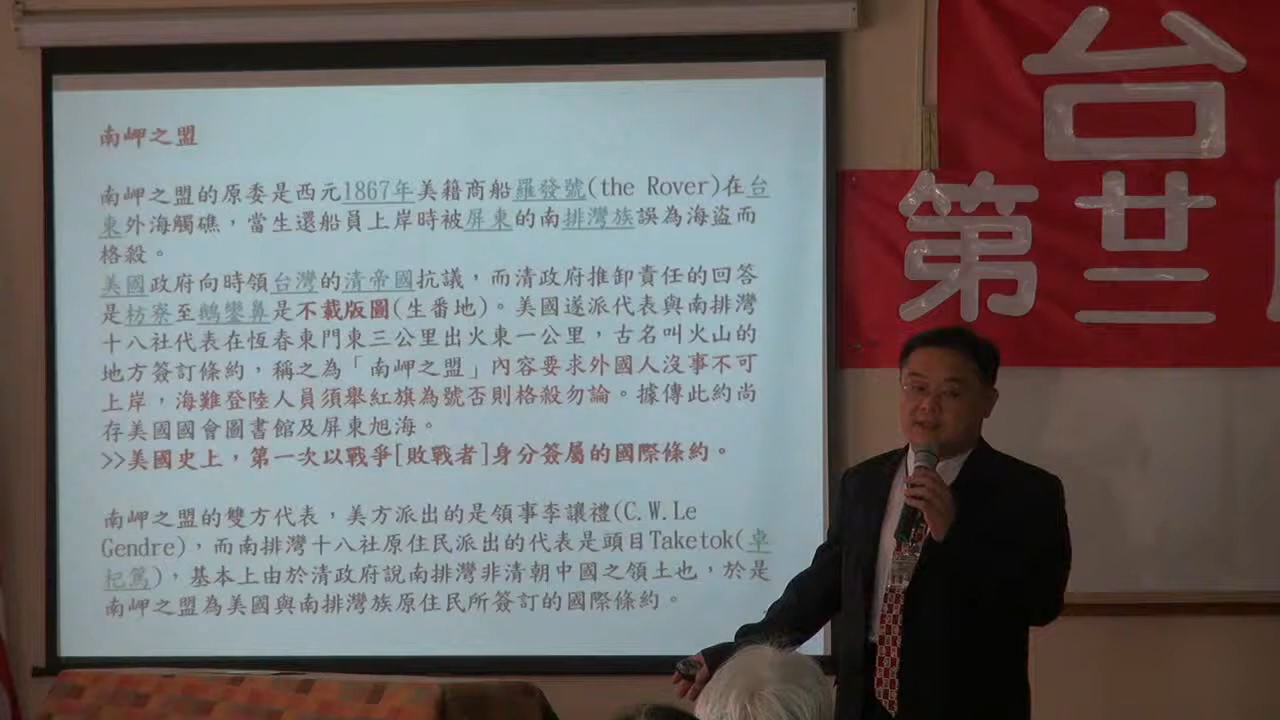 南岬之盟
南岬之盟的原委是西元1867年美籍商船羅發號(the Rover)在台
東外海觸礁，當生還船員上岸時被屏東的南排灣族誤為海盜而
格殺。
美國政府向時領台灣的清帝國抗議，而清政府推卸責任的回答
是枋寮至鵝鑾鼻是不載版圖(生番地)。美國遂派代表與南排灣
十八社代表在恆春東門東三公里出火東一公里，古名叫火山的
地方簽訂條約，稱之為「南岬之盟」內容要求外國人沒事不可
上岸，海難登陸人員須舉紅旗為號否則格殺勿論。據傳此約尚
存美國國會圖書館及屏東旭海。
>>美國史上，第一次以戰爭[敗戰者]身分簽屬的國際條約。
南岬之盟的雙方代表，美方派出的是領事李讓禮(C.W.Le
Gendre)，而南排灣十八社原住民派出的代表是頭目Taketok(卓
杞篤)，基本上由於清政府說南排灣非清朝中國之領土也，於是
南岬之盟為美國與南排灣族原住民所簽訂的國際條約。
台
第廿二